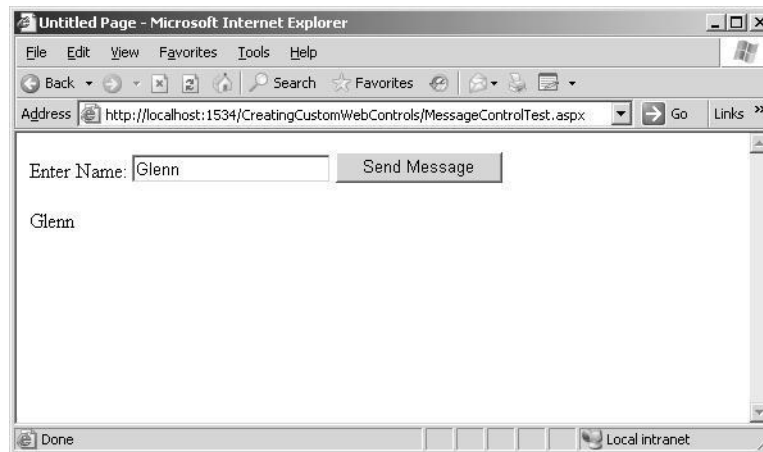 Untitled Page - Microsoft Internet Explorer
File Edit View Favorites Tools Help
Back Search Favorites
Address http://localhost:1534/CreatingCustomWebControls/MessageControlTest.aspx Go Links »
Enter Name: Glenn Send Message
Glenn
Done Local intranet